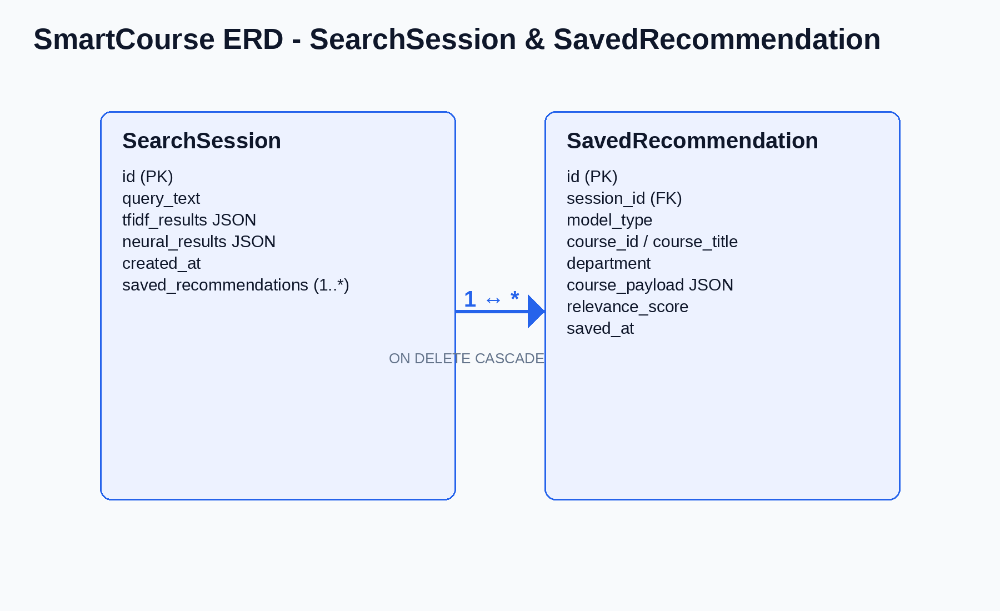 SmartCourse ERD - SearchSession & SavedRecommendation
SearchSession
id (PK)
query_text
tfidf_results JSON
neural_results JSON
created_at
saved_recommendations (1..*)
1 ↔ *
ON DELETE CASCADE
SavedRecommendation
id (PK)
session_id (FK)
model_type
course_id / course_title
department
course_payload JSON
relevance_score
saved_at